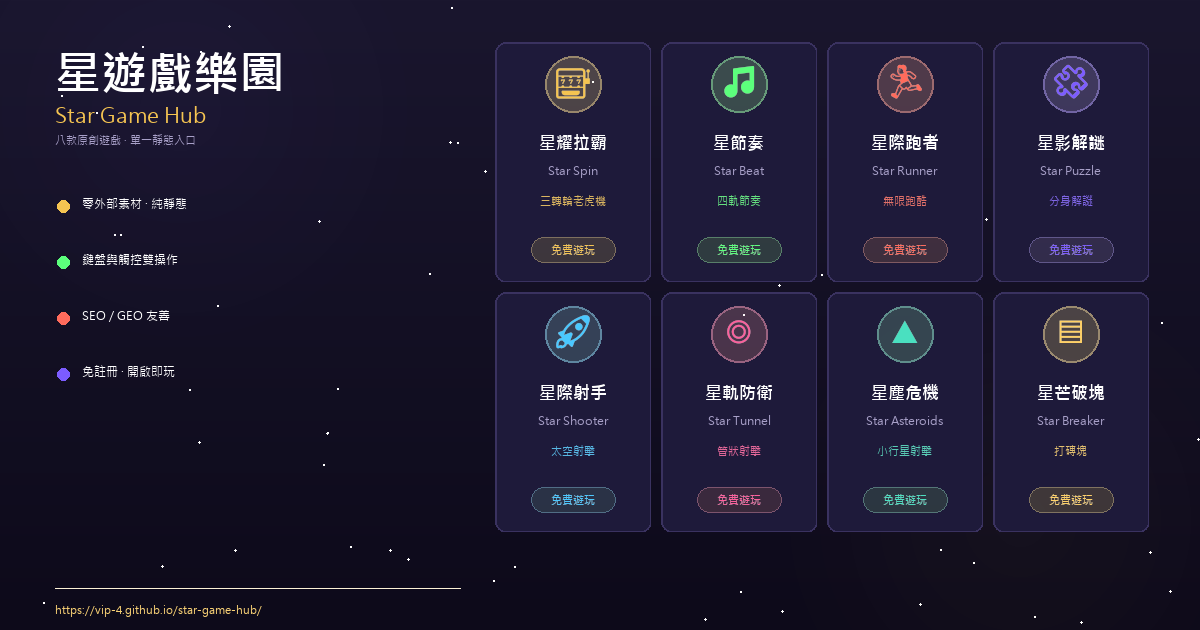 星遊戲樂園
Star Game Hub
八款原創遊戲 · 單一靜態入口
零外部素材 · 純靜態
鍵盤與觸控雙操作
SEO / GEO 友善
免註冊 · 開啟即玩
https://vip-4.github.io/star-game-hub/
星耀拉霸
Star Spin
三轉輪老虎機
免費遊玩
星節奏
Star Beat
四軌節奏
免費遊玩
星際跑者
Star Runner
無限跑酷
免費遊玩
星影解謎
Star Puzzle
分身解謎
免費遊玩
星際射手
Star Shooter
太空射擊
免費遊玩
星軌防衛
Star Tunnel
管狀射擊
免費遊玩
星塵危機
Star Asteroids
小行星射擊
免費遊玩
星芒破塊
Star Breaker
打磚塊
免費遊玩